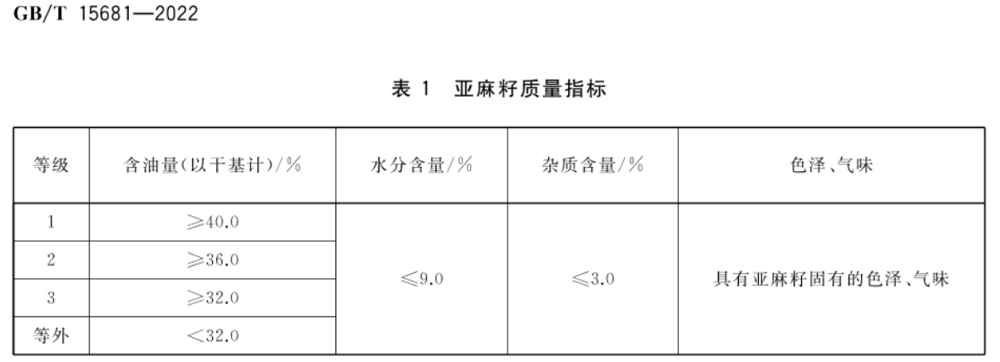 GB/T 15681—2022
表 1 亚麻籽质量指标
等级 含油量(以干基计)/% 水分含量/% 杂质含量/% 色泽、气味
1 ≥40.0
2 ≥36.0
≤9.0 ≤3.0 具有亚麻籽固有的色泽、气味
3 ≥32.0
等外 <32.0